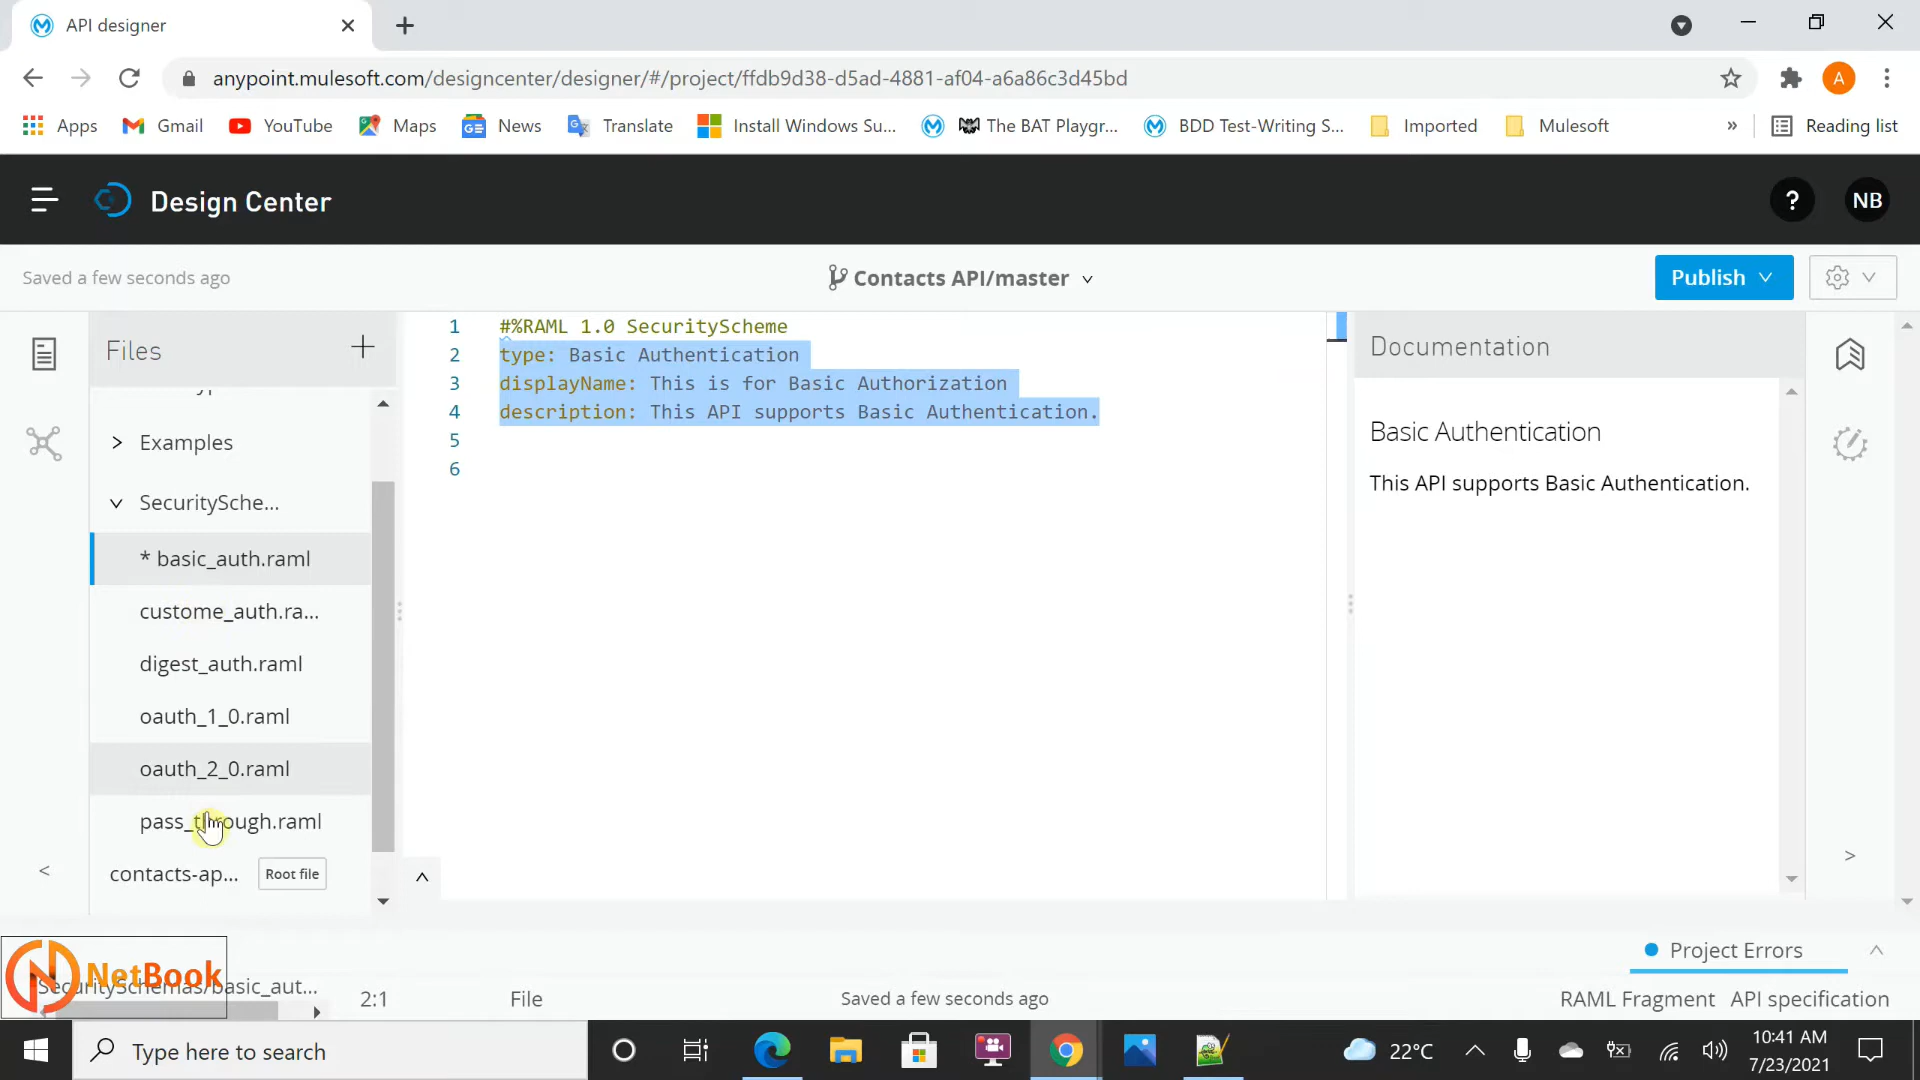 API designer
anypoint.mulesoft.com/designcenter/designer/#/project/ffdb9d38-d5ad-4881-af04-a6a86c3d45bd
A
Apps
Gmail
YouTube
Maps
News
Translate
Install Windows Su...
The BAT Playgr...
BDD Test-Writing S...
Imported
Mulesoft
»
Reading list
Design Center
?
NB
Saved a few seconds ago
Contacts API/master
Publish
Files
Examples
SecuritySche...
* basic_auth.raml
custome_auth.ra...
digest_auth.raml
oauth_1_0.raml
oauth_2_0.raml
pass_through.raml
contacts-ap...
Root file
1 #%RAML 1.0 SecurityScheme
2 type: Basic Authentication
3 displayName: This is for Basic Authorization
4 description: This API supports Basic Authentication.
5
6
Documentation
Basic Authentication
This API supports Basic Authentication.
Project Errors
NetBook
SecuritySchemas/basic_aut...
2:1
File
Saved a few seconds ago
RAML Fragment
API specification
Type here to search
22°C
10:41 AM
7/23/2021